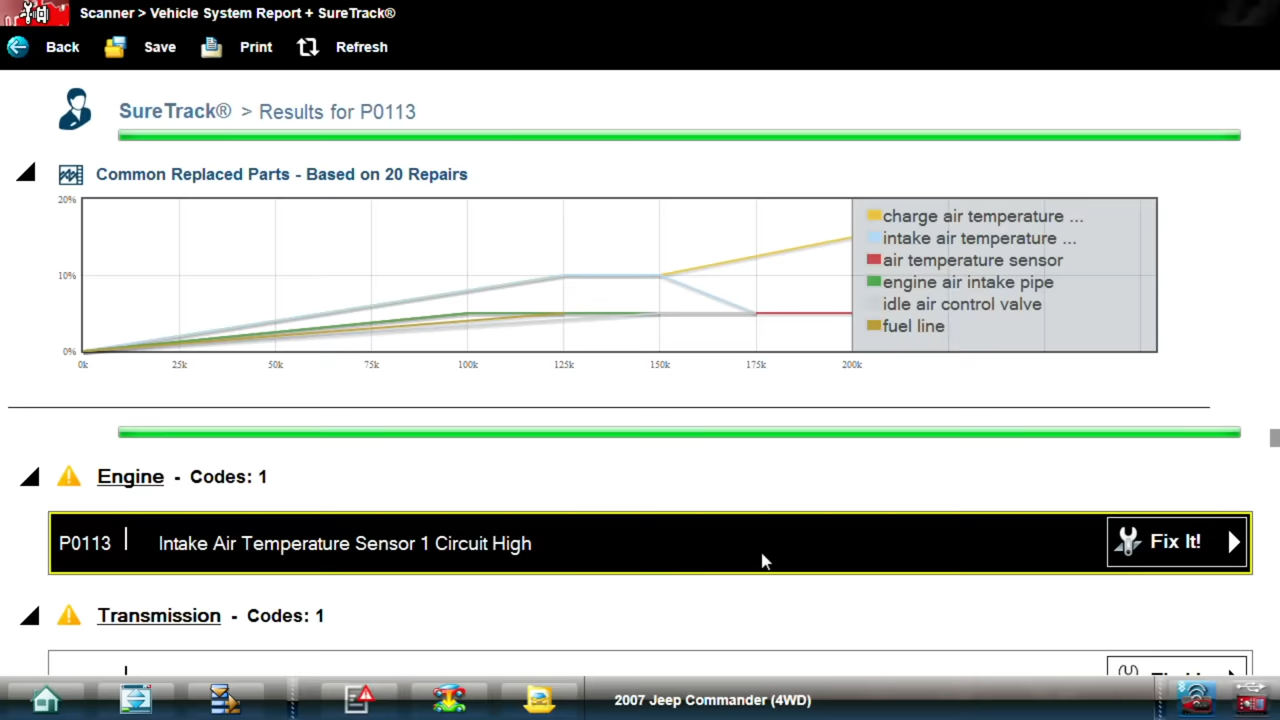 Scanner > Vehicle System Report + SureTrack®
Back
Save
Print
Refresh
SureTrack® > Results for P0113
Common Replaced Parts - Based on 20 Repairs
20%
10%
0%
0k
25k
50k
75k
100k
125k
150k
175k
200k
charge air temperature ...
intake air temperature ...
air temperature sensor
engine air intake pipe
idle air control valve
fuel line
Engine - Codes: 1
P0113 Intake Air Temperature Sensor 1 Circuit High
Fix It!
Transmission - Codes: 1
2007 Jeep Commander (4WD)